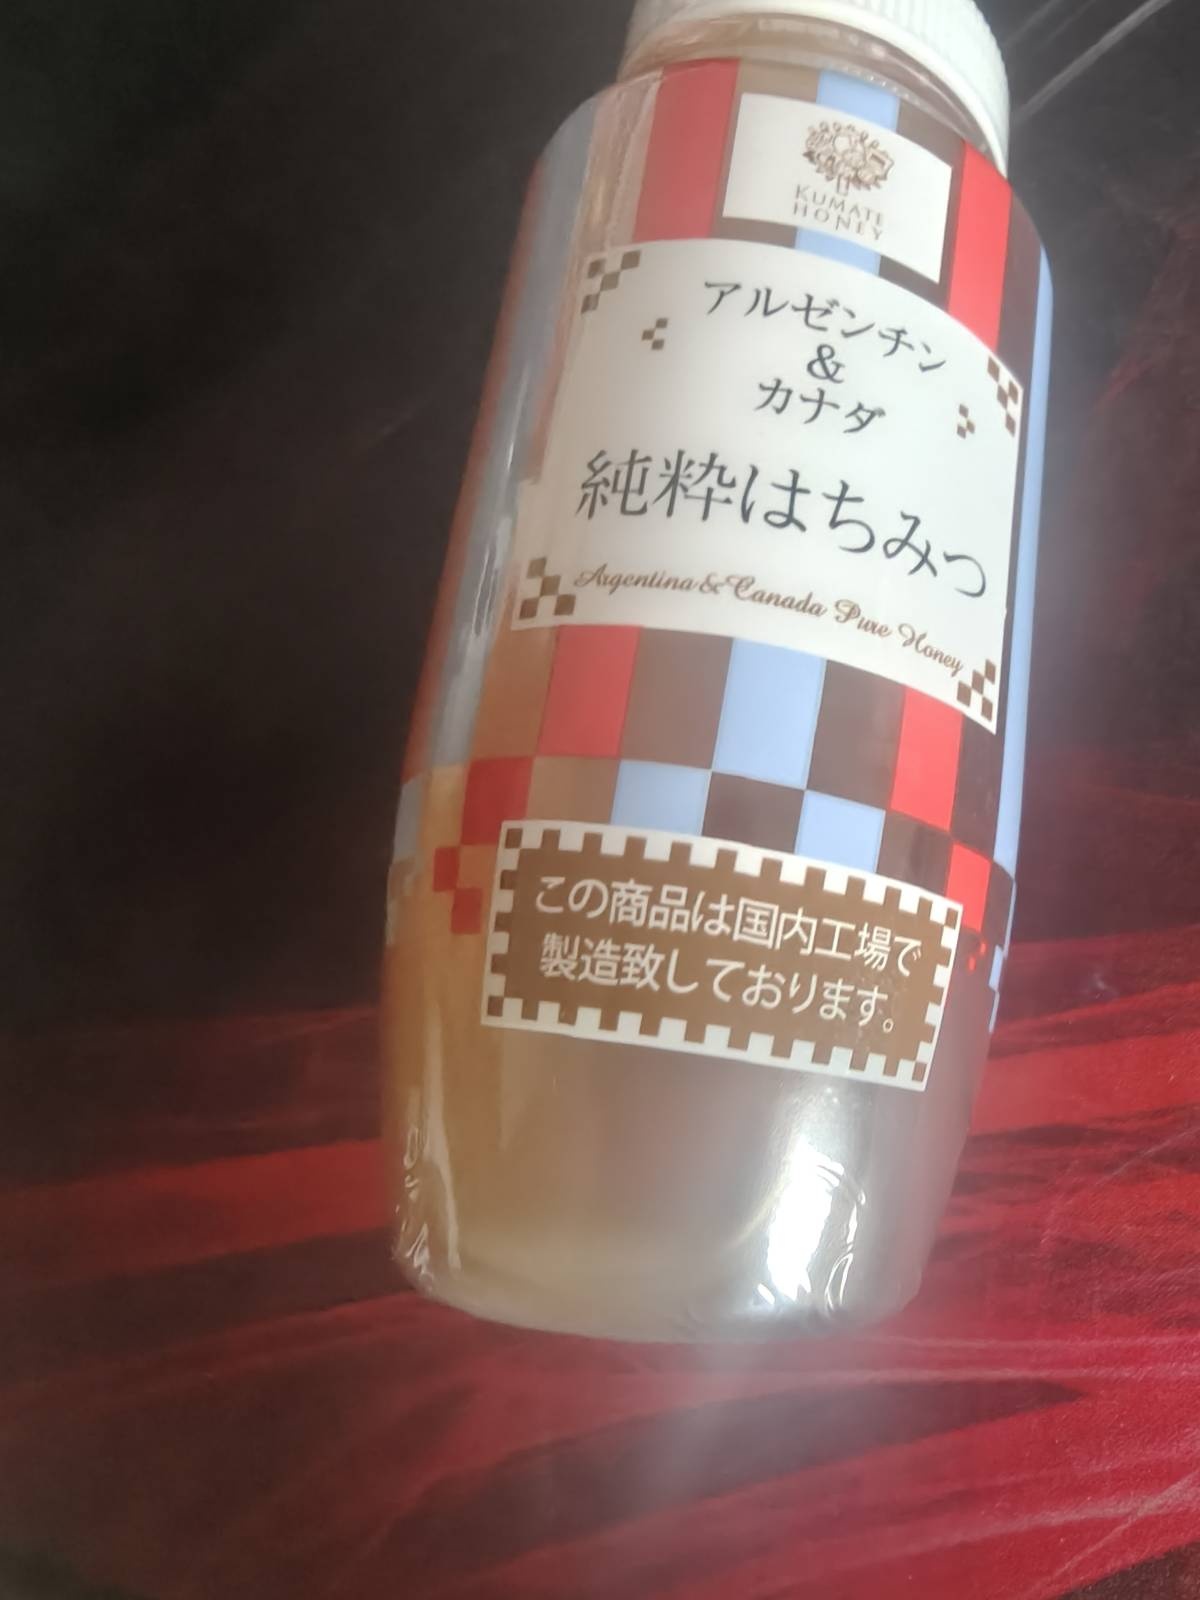 KUMATE
HONEY
アルゼンチン
&
カナダ
純粋はちみつ
Argentina & Canada Pure Honey
この商品は国内工場で
製造致しております。